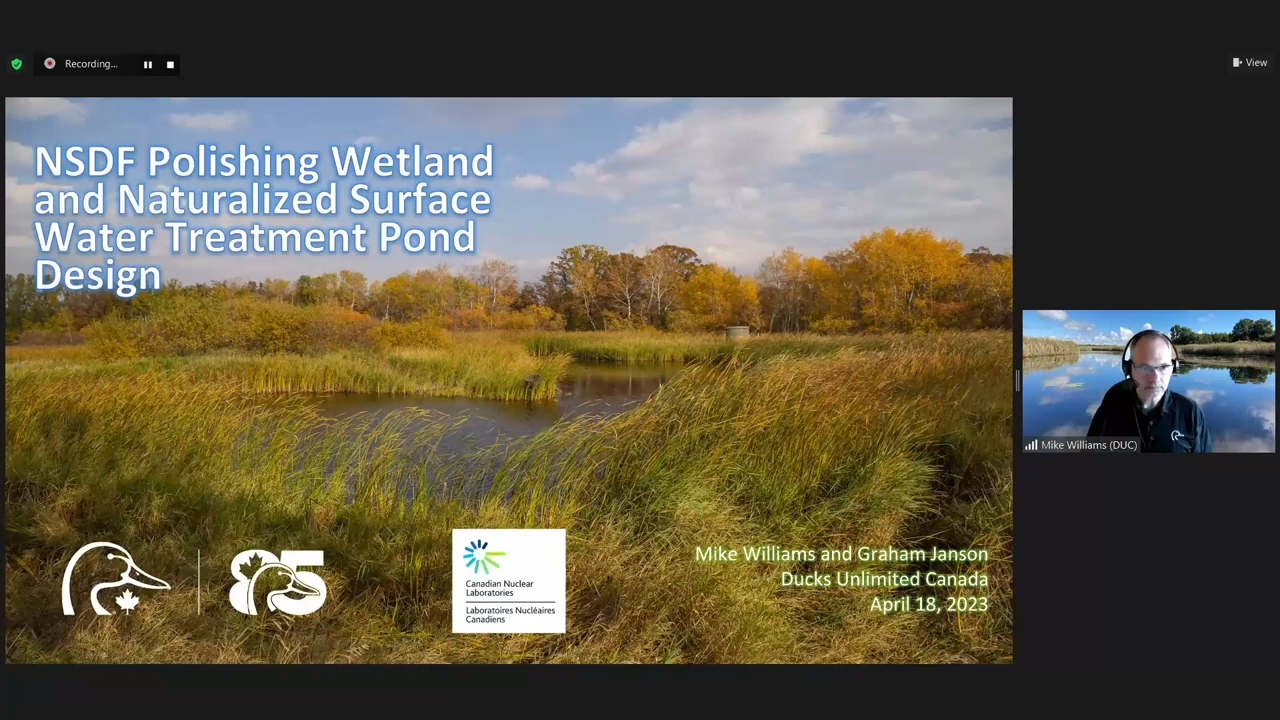 Recording...
View
NSDF Polishing Wetland
and Naturalized Surface
Water Treatment Pond
Design
Mike Williams (DUC)
85
Canadian Nuclear
Laboratories
Laboratoires Nucléaires
Canadiens
Mike Williams and Graham Janson
Ducks Unlimited Canada
April 18, 2023